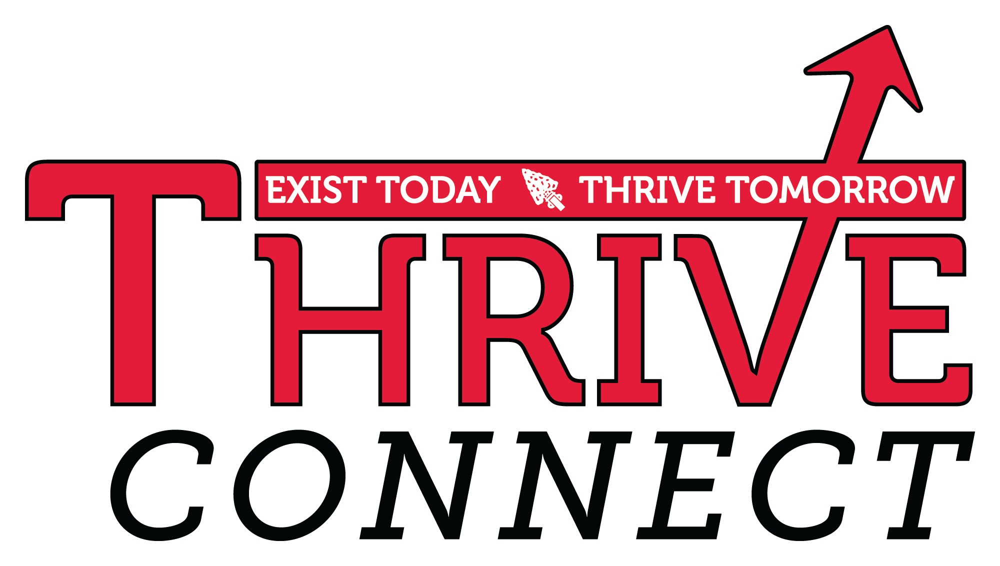 EXIST TODAY THRIVE TOMORROW
THRIVE
CONNECT